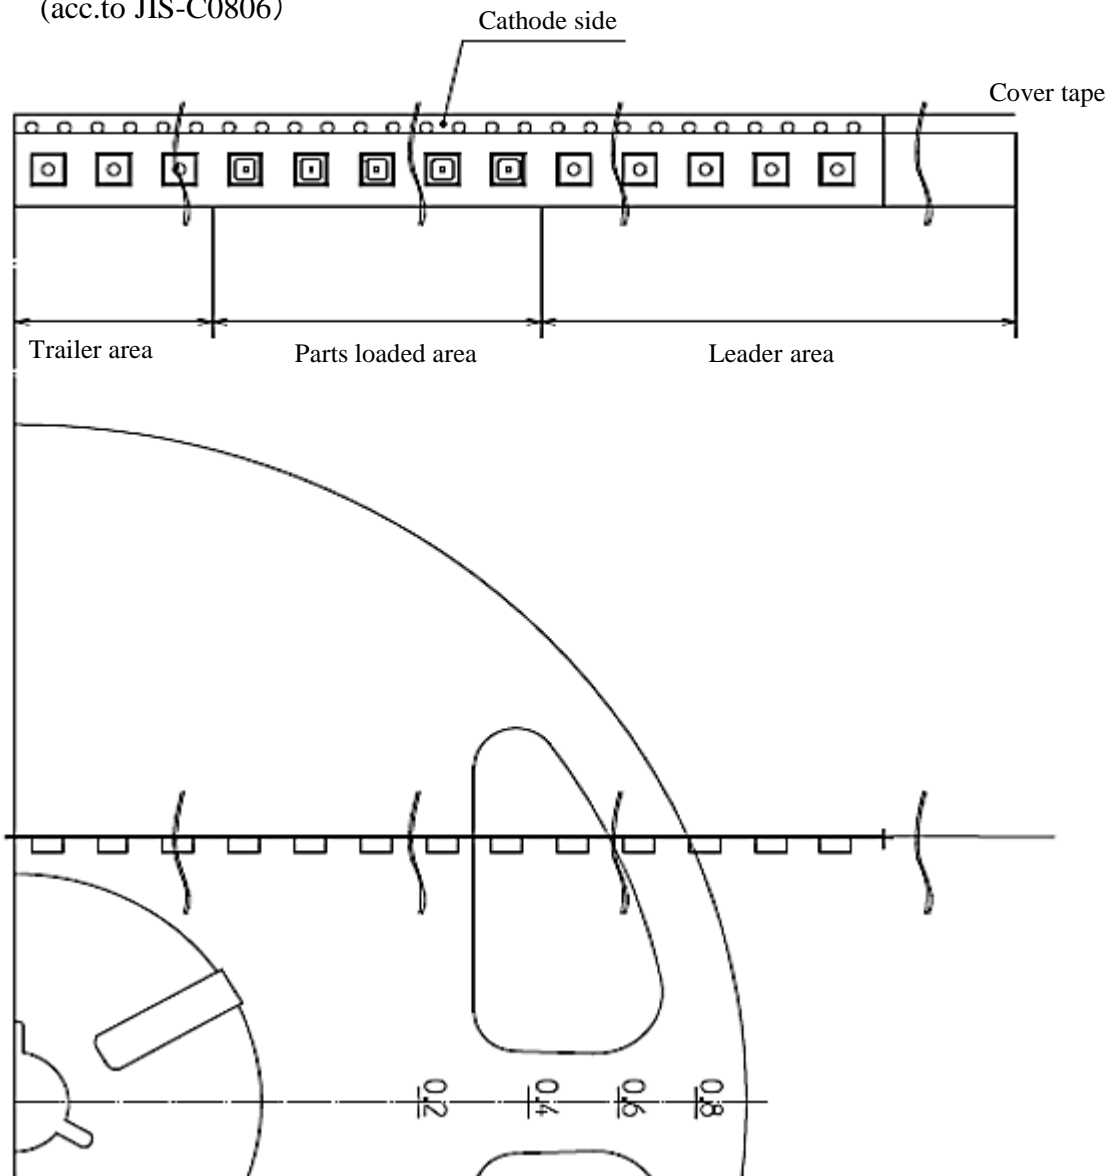 (acc.to JIS-C0806）
Cathode side
Cover tape
Trailer area
Parts loaded area
Leader area
0.2
0.4
0.6
0.8